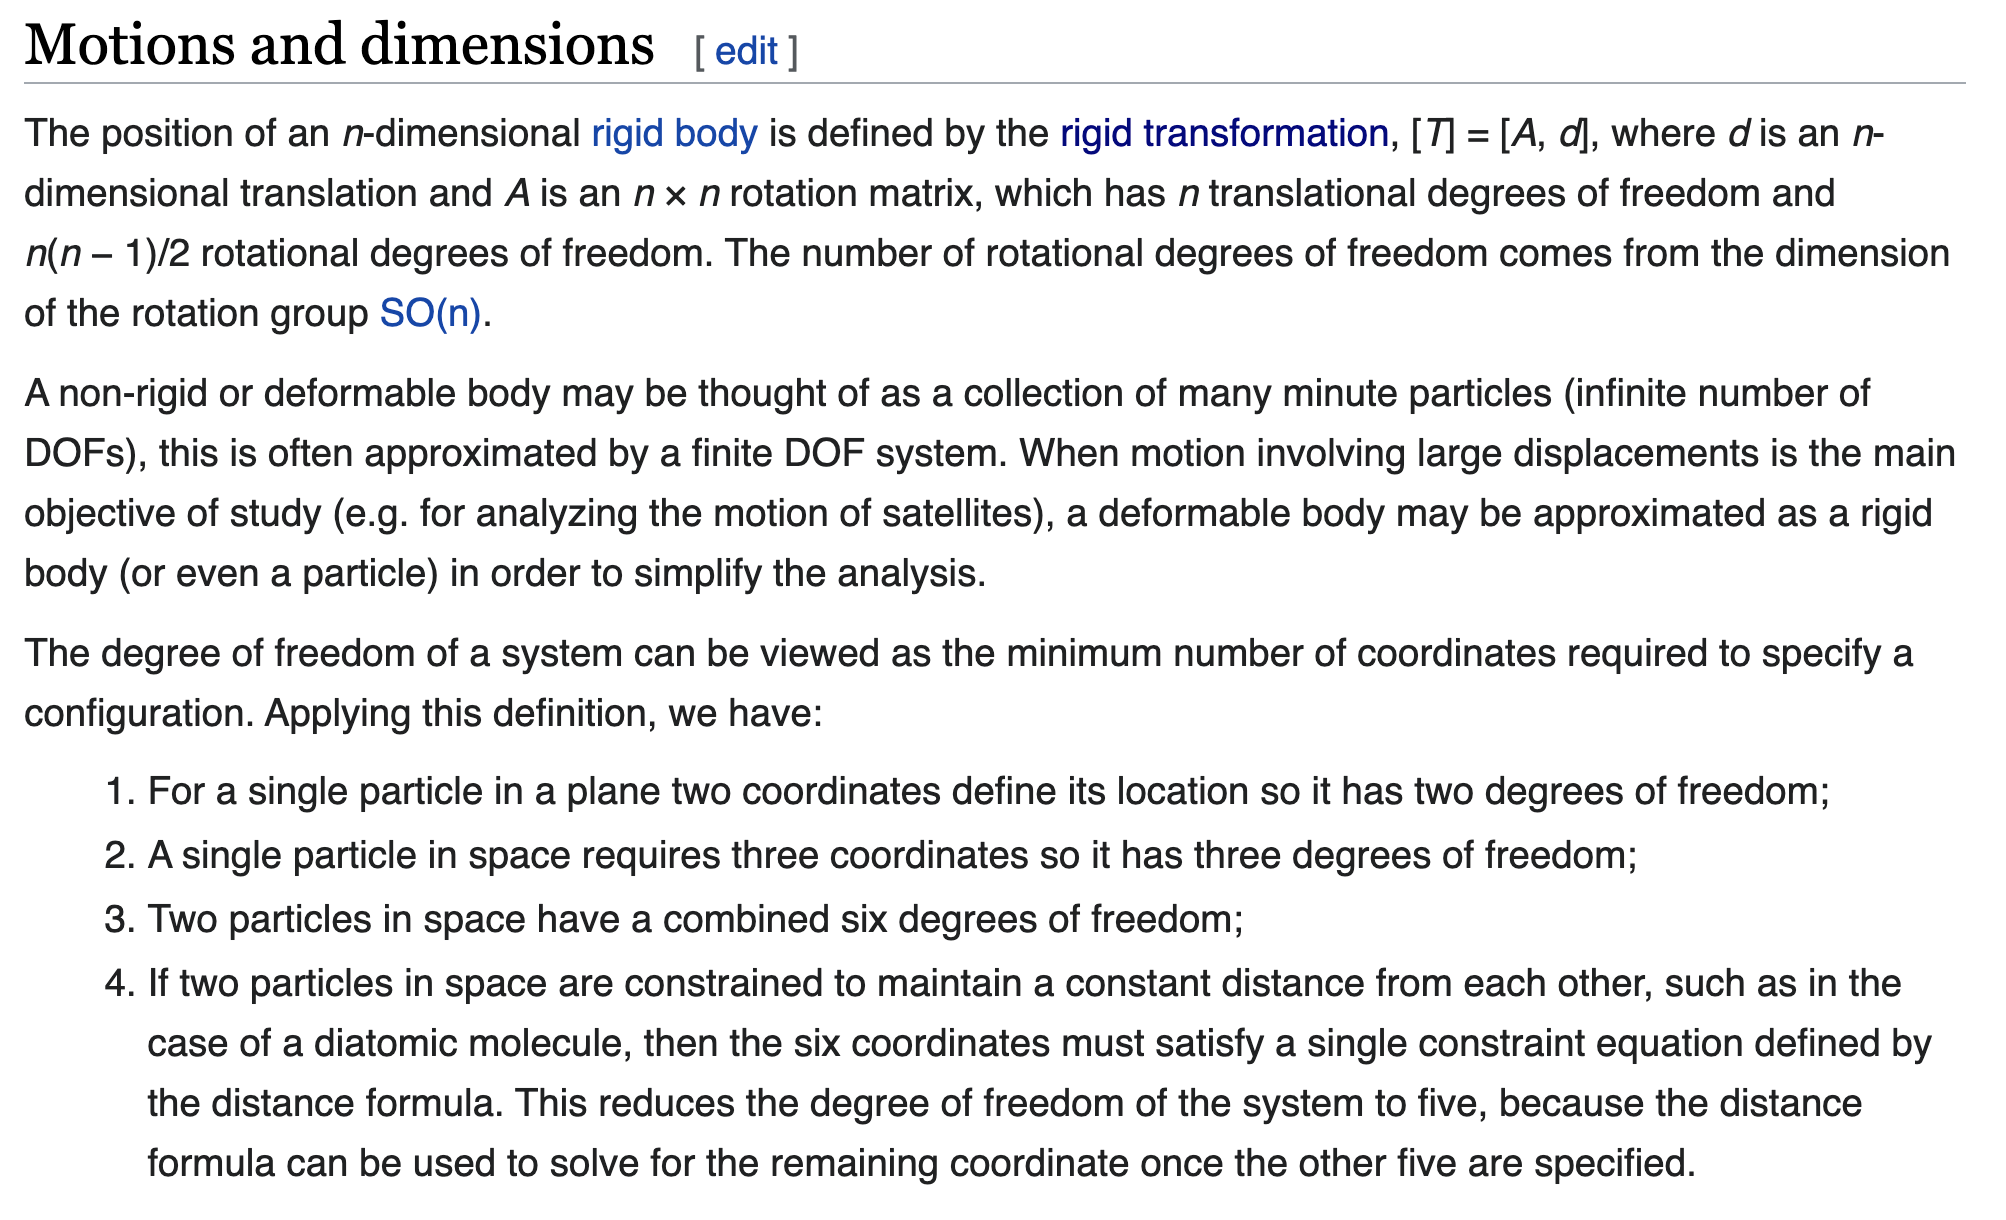 Motions and dimensions [ edit ]
The position of an n-dimensional rigid body is defined by the rigid transformation, [T] = [A, d], where d is an n-
dimensional translation and A is an n × n rotation matrix, which has n translational degrees of freedom and
n(n − 1)/2 rotational degrees of freedom. The number of rotational degrees of freedom comes from the dimension
of the rotation group SO(n).
A non-rigid or deformable body may be thought of as a collection of many minute particles (infinite number of
DOFs), this is often approximated by a finite DOF system. When motion involving large displacements is the main
objective of study (e.g. for analyzing the motion of satellites), a deformable body may be approximated as a rigid
body (or even a particle) in order to simplify the analysis.
The degree of freedom of a system can be viewed as the minimum number of coordinates required to specify a
configuration. Applying this definition, we have:
1. For a single particle in a plane two coordinates define its location so it has two degrees of freedom;
2. A single particle in space requires three coordinates so it has three degrees of freedom;
3. Two particles in space have a combined six degrees of freedom;
4. If two particles in space are constrained to maintain a constant distance from each other, such as in the
case of a diatomic molecule, then the six coordinates must satisfy a single constraint equation defined by
the distance formula. This reduces the degree of freedom of the system to five, because the distance
formula can be used to solve for the remaining coordinate once the other five are specified.